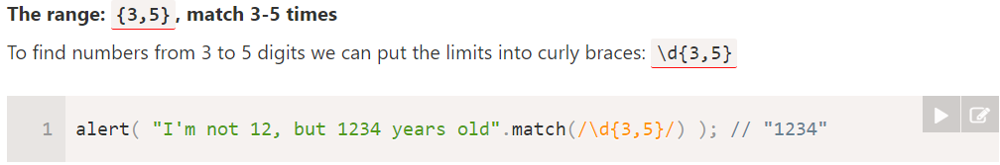 The range: {3,5}, match 3-5 times
To find numbers from 3 to 5 digits we can put the limits into curly braces: \d{3,5}
1 alert( "I'm not 12, but 1234 years old".match(/\d{3,5}/) ); // "1234"